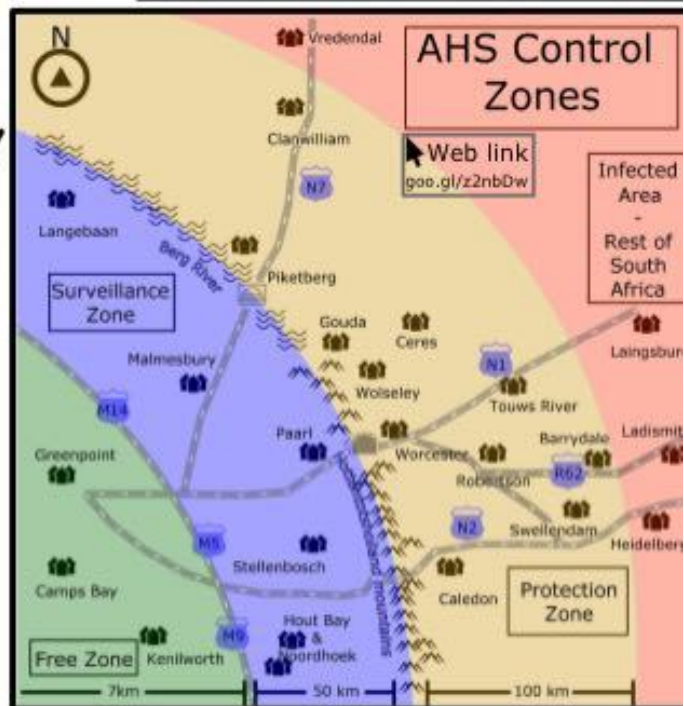 N
Vredendal
AHS Control
Zones
Clanwilliam
Web link
goo.gl/z2nbDw
N7
Infected
Area
-
Rest of
South
Africa
Langebaan
Berg River
Piketberg
Surveillance
Zone
Gouda
Ceres
Laingsburg
Malmesbury
Wolseley
N1
Touws River
M14
Paarl
Worcester
Barrydale
Ladismit
Greenpoint
Robertson
R62
N2
Swellendam
Heidelberg
M5
Stellenbosch
Camps Bay
Caledon
Protection
Zone
Hout Bay
&
Noordhoek
M9
Free Zone
Kenilworth
7km
50 km
100 km